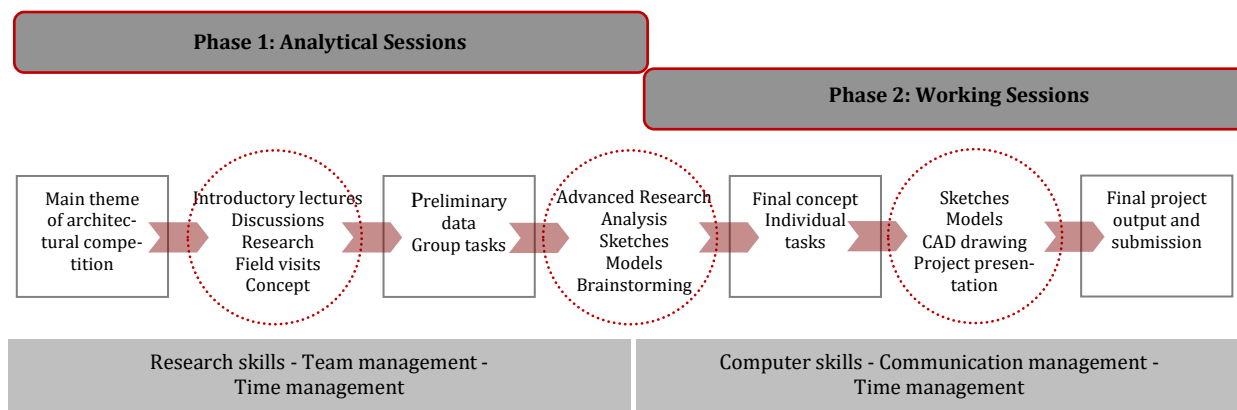 Phase 1: Analytical Sessions
Phase 2: Working Sessions
Main theme
of architec-
tural compe-
tition
Introductory lectures
Discussions
Research
Field visits
Concept
Preliminary
data
Group tasks
Advanced Research
Analysis
Sketches
Models
Brainstorming
Final concept
Individual
tasks
Sketches
Models
CAD drawing
Project presen-
tation
Final project
output and
submission
Research skills - Team management -
Time management
Computer skills - Communication management -
Time management